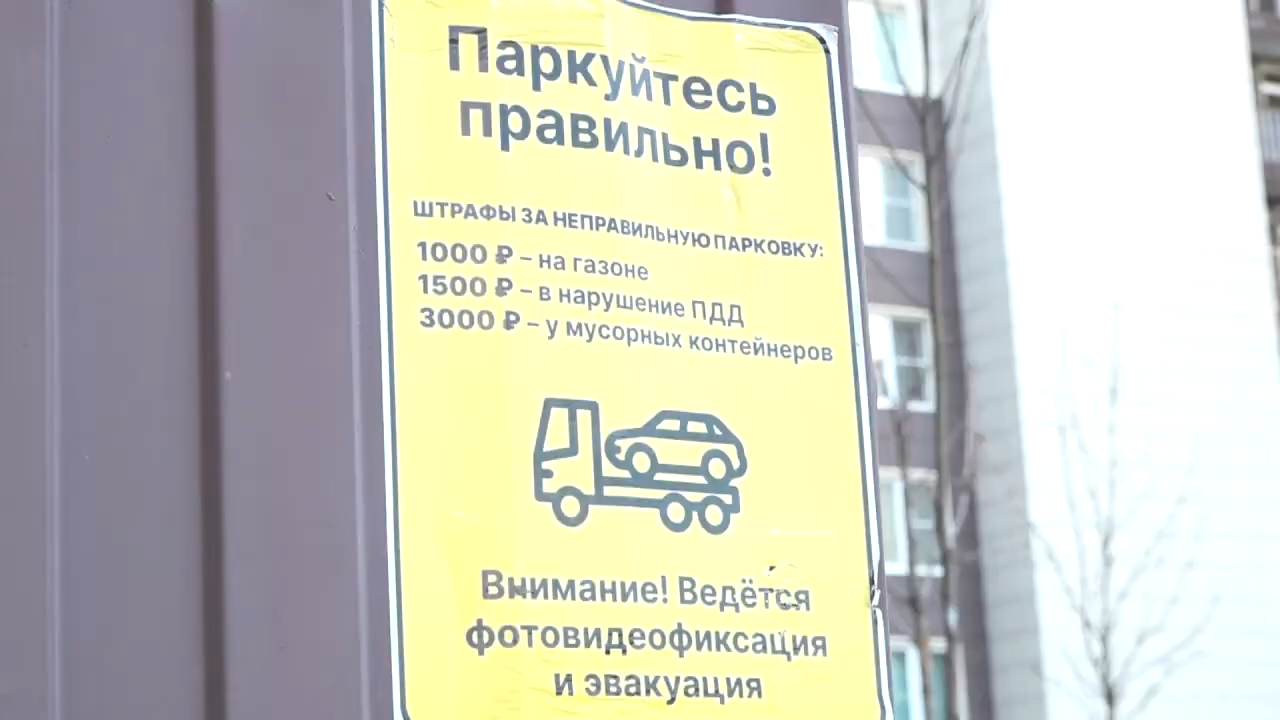 Паркуйтесь
правильно!
ШТРАФЫ ЗА НЕПРАВИЛЬНУЮ ПАРКОВКУ:
1000 ₽ – на газоне
1500 ₽ – в нарушение ПДД
3000 ₽ – у мусорных контейнеров
Внимание! Ведётся
фотовидеофиксация
и эвакуация